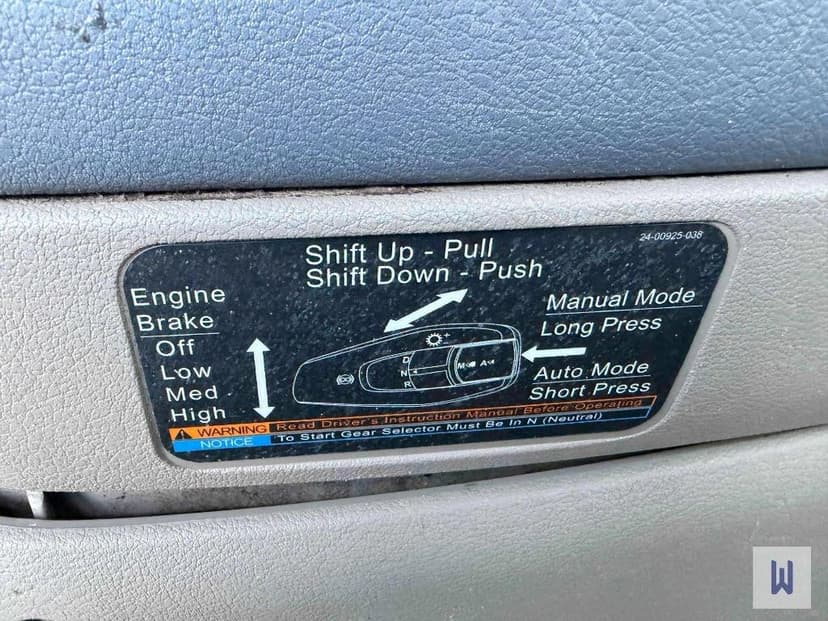 24-00925-038
Shift Up - Pull
Shift Down - Push
Engine
Brake
Off
Low
Med
High
Manual Mode
Long Press
Auto Mode
Short Press
D
N
R
M
A
+
WARNING Read Driver's Instruction Manual Before Operating
NOTICE To Start Gear Selector Must Be In N (Neutral)
W